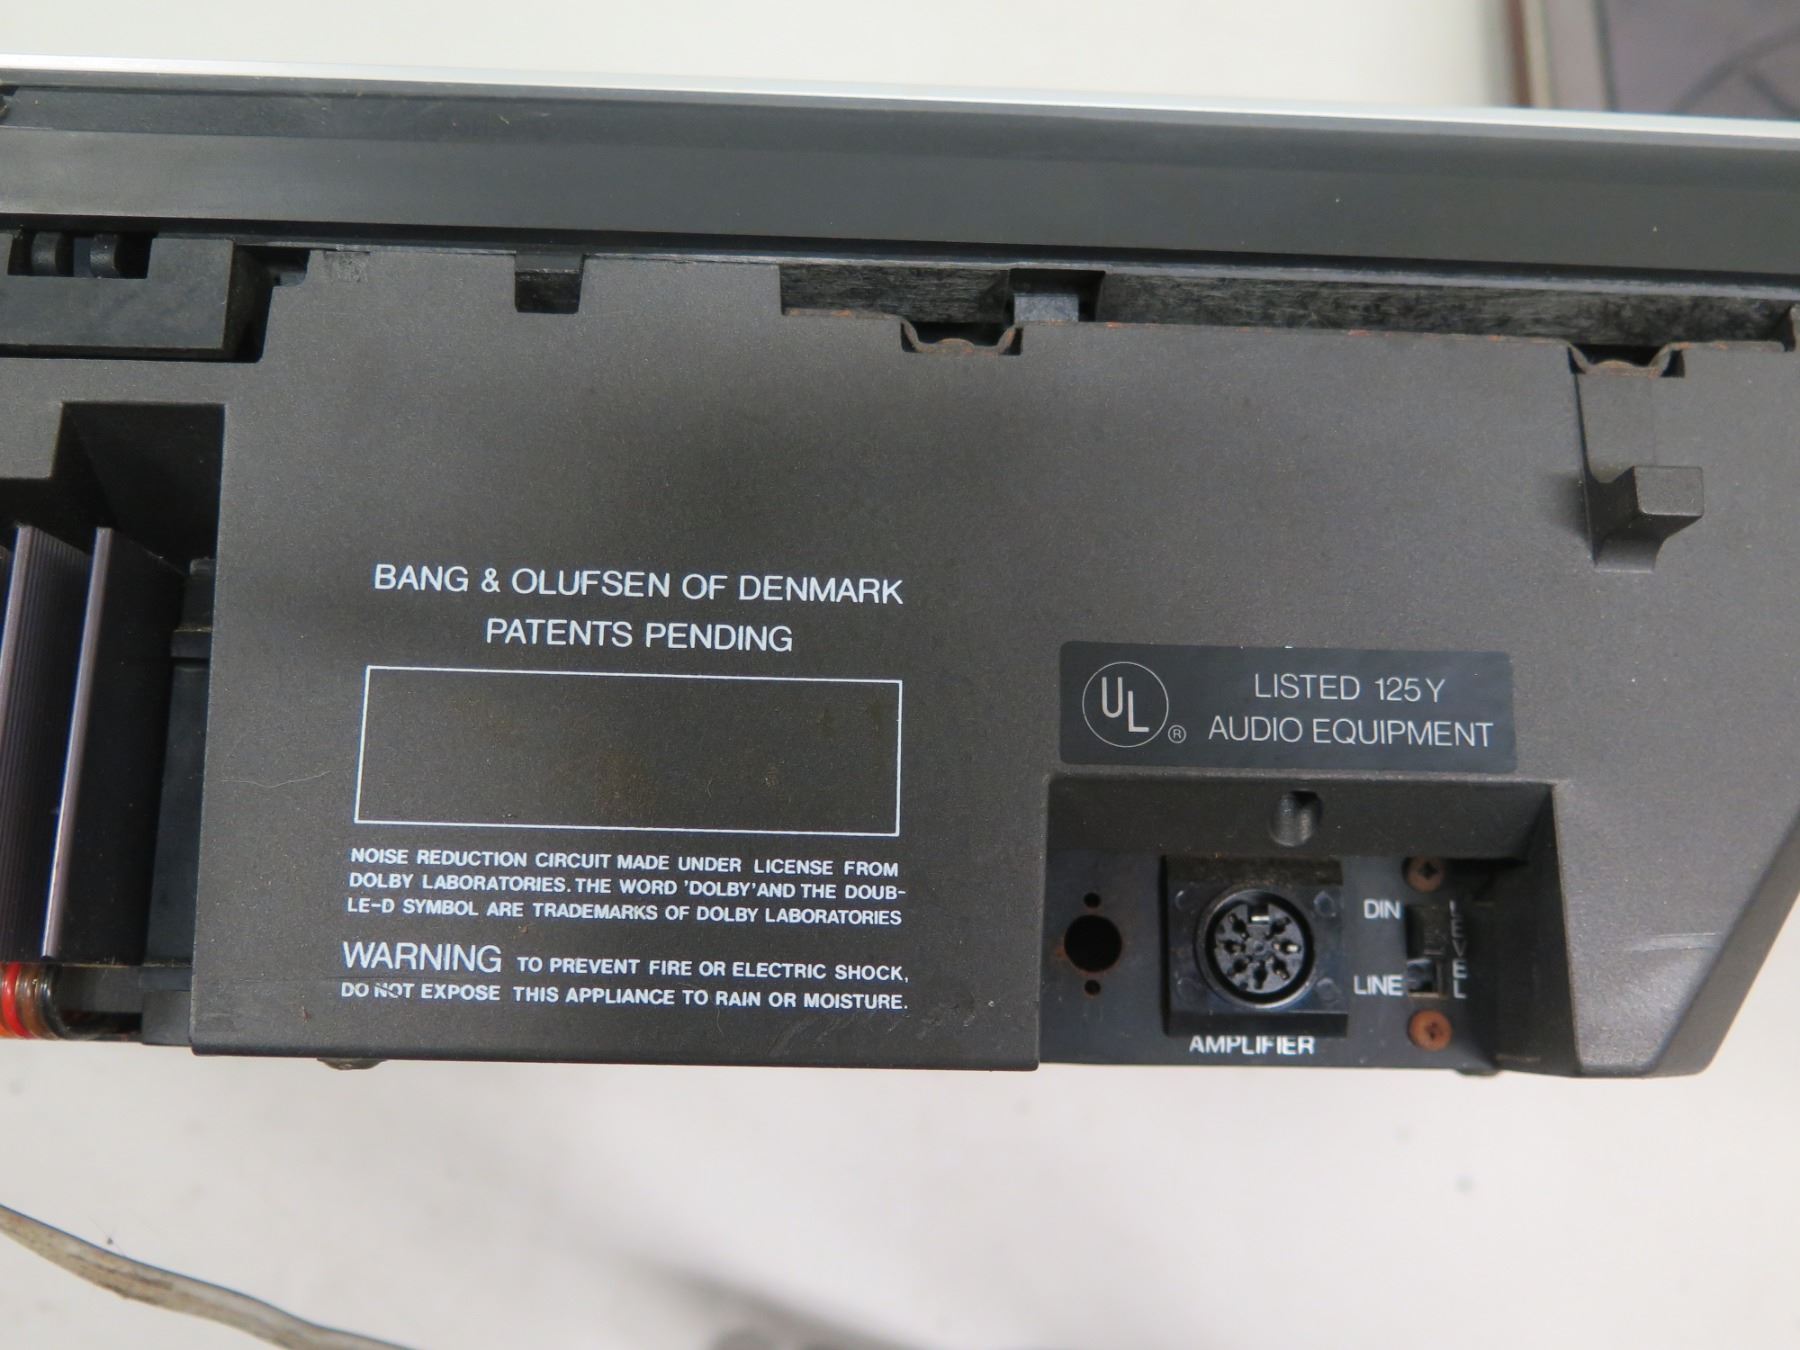 BANG & OLUFSEN OF DENMARK
PATENTS PENDING
NOISE REDUCTION CIRCUIT MADE UNDER LICENSE FROM
DOLBY LABORATORIES. THE WORD 'DOLBY' AND THE DOUB-
LE-D SYMBOL ARE TRADEMARKS OF DOLBY LABORATORIES
WARNING TO PREVENT FIRE OR ELECTRIC SHOCK,
DO NOT EXPOSE THIS APPLIANCE TO RAIN OR MOISTURE.
UL ® LISTED 125Y
AUDIO EQUIPMENT
DIN
LINE
LEVEL
AMPLIFIER